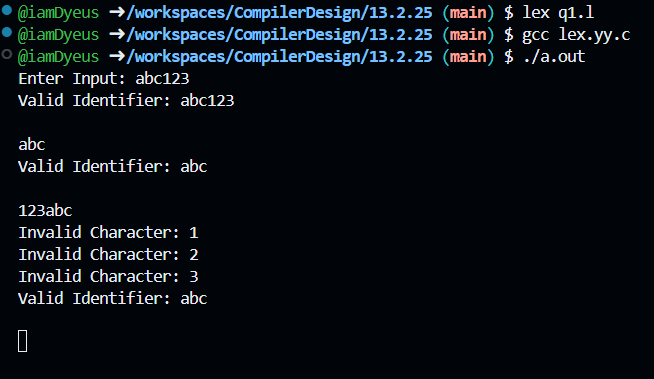 @iamDyeus ➜/workspaces/CompilerDesign/13.2.25 (main) $ lex q1.l
@iamDyeus ➜/workspaces/CompilerDesign/13.2.25 (main) $ gcc lex.yy.c
@iamDyeus ➜/workspaces/CompilerDesign/13.2.25 (main) $ ./a.out
Enter Input: abc123
Valid Identifier: abc123
abc
Valid Identifier: abc
123abc
Invalid Character: 1
Invalid Character: 2
Invalid Character: 3
Valid Identifier: abc